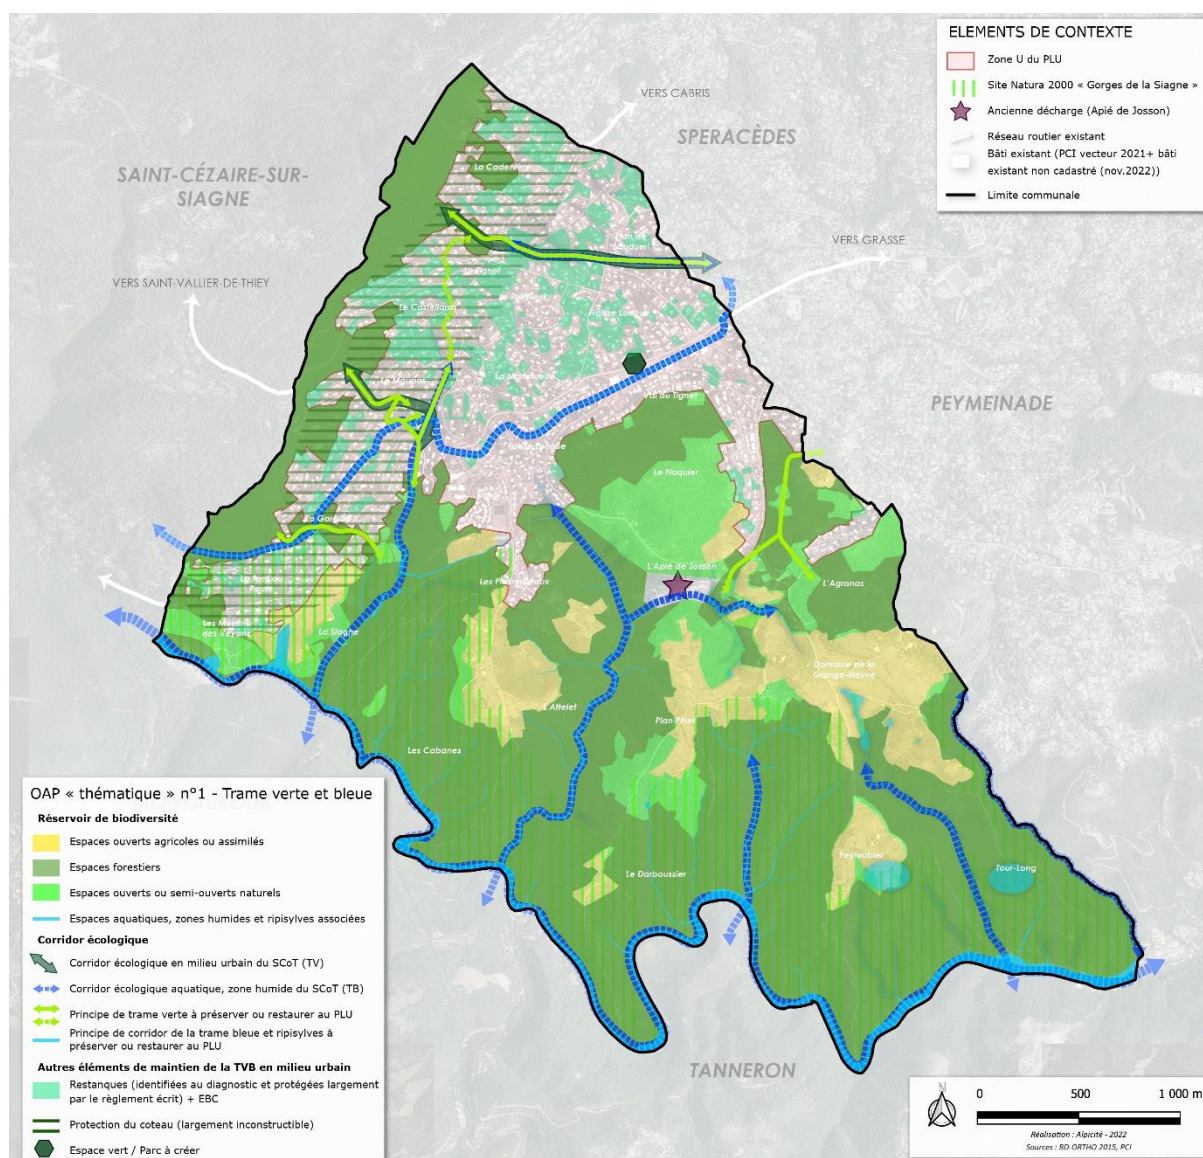 ELEMENTS DE CONTEXTE
Zone U du PLU
Site Natura 2000 « Gorges de la Siagne »
Ancienne décharge (Apié de Josson)
Réseau routier existant
Bâti existant (PCI vecteur 2021+ bâti
existant non cadastré (nov.2022))
Limite communale
VERS CABRIS
SPERACÈDES
SAINT-CÉZAIRE-SUR-
SIAGNE
VERS GRASSE
VERS SAINT-VALLIER-DE-THIEY
PEYMEINADE
La Cadenière
Plan de
Le Tignet
Le Castellaras
Fraisse Longue
Val du Tignet
Le Flaquier
L'Apié de Josson
L'Agranas
Les Moulins
des Veyans
La Siagne
Domaine de la
Grange-Neuve
L'Attelet
Plan Pinet
Les Cabanes
Peyloubier
Tour-Long
Le Darboussier
TANNERON
OAP « thématique » n°1 - Trame verte et bleue
Réservoir de biodiversité
Espaces ouverts agricoles ou assimilés
Espaces forestiers
Espaces ouverts ou semi-ouverts naturels
Espaces aquatiques, zones humides et ripisylves associées
Corridor écologique
Corridor écologique en milieu urbain du SCoT (TV)
Corridor écologique aquatique, zone humide du SCoT (TB)
Principe de trame verte à préserver ou restaurer au PLU
Principe de corridor de la trame bleue et ripisylves à
préserver ou restaurer au PLU
Autres éléments de maintien de la TVB en milieu urbain
Restanques (identifiées au diagnostic et protégées largement
par le règlement écrit) + EBC
Protection du coteau (largement inconstructible)
Espace vert / Parc à créer
N
0 500 1 000 m
Réalisation : Alpicité - 2022
Sources : BD-ORTHO 2015, PCI